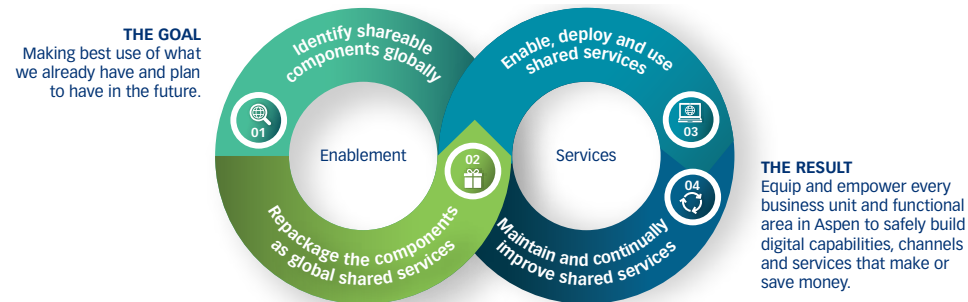 THE GOAL
Making best use of what
we already have and plan
to have in the future.
Identify shareable
components globally
01
Enablement
02
Repackage the components
as global shared services
Enable, deploy and use
shared services
03
Services
04
Maintain and continually
improve shared services
THE RESULT
Equip and empower every
business unit and functional
area in Aspen to safely build
digital capabilities, channels
and services that make or
save money.